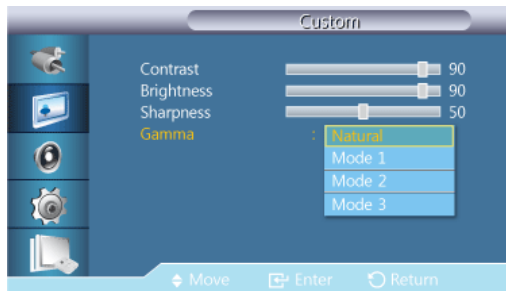 Custom
Contrast 90
Brightness 90
Sharpness 50
Gamma : Natural
Mode 1
Mode 2
Mode 3
Move Enter Return